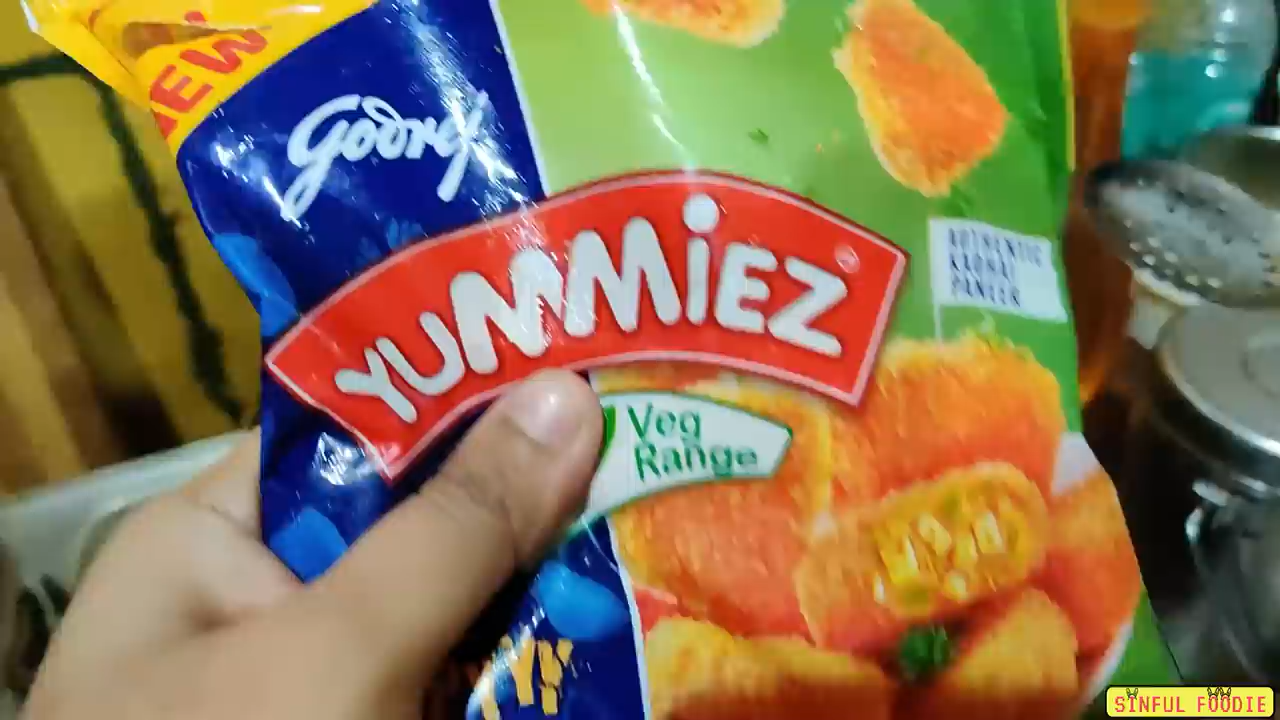 NEW
Godrej
YUMMIEZ®
AUTHENTIC
KADHAI
PANEER
Veg
Range
SINFUL FOODIE